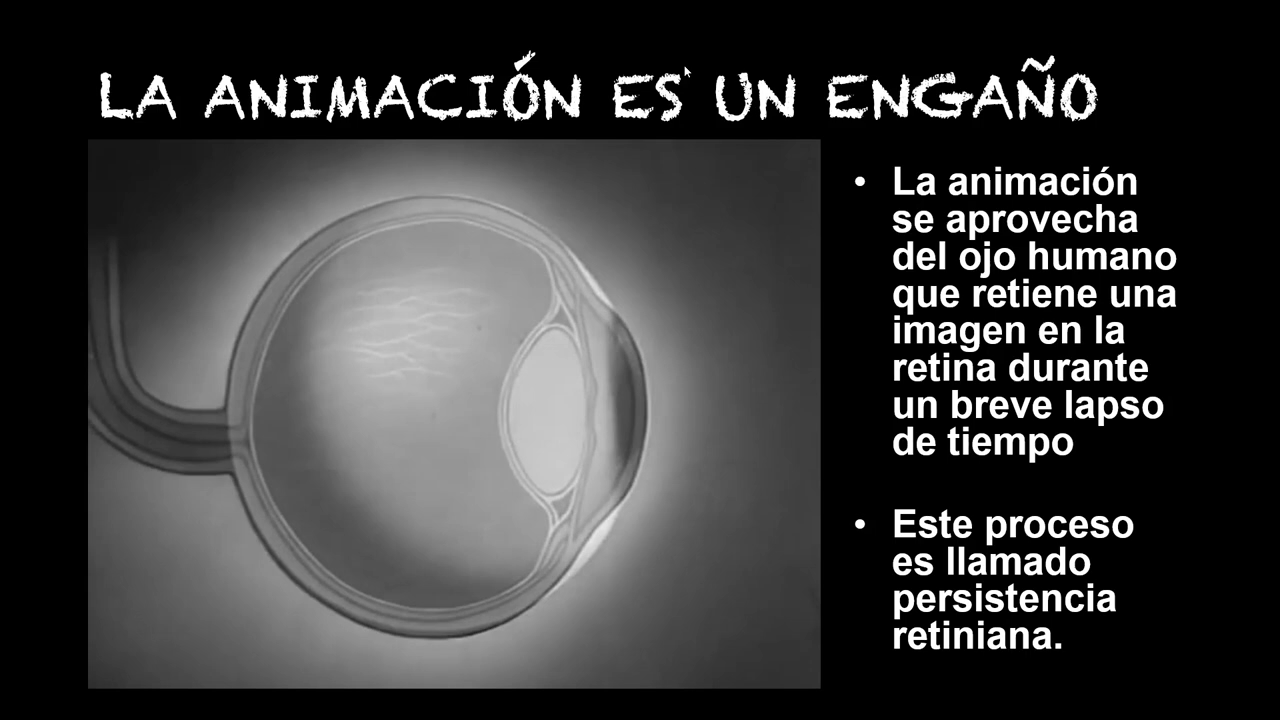 LA ANIMACIÓN ES UN ENGAÑO
• La animación
se aprovecha
del ojo humano
que retiene una
imagen en la
retina durante
un breve lapso
de tiempo
• Este proceso
es llamado
persistencia
retiniana.